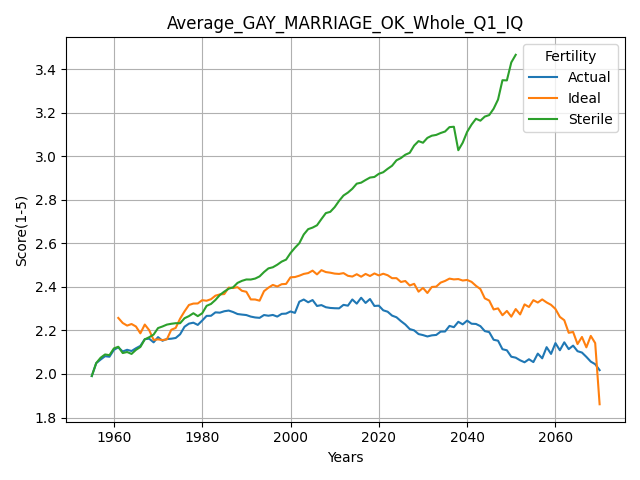 Average_GAY_MARRIAGE_OK_Whole_Q1_IQ
Fertility
Actual
Ideal
Sterile
Score(1-5)
3.4
3.2
3.0
2.8
2.6
2.4
2.2
2.0
1.8
1960
1980
2000
2020
2040
2060
Years